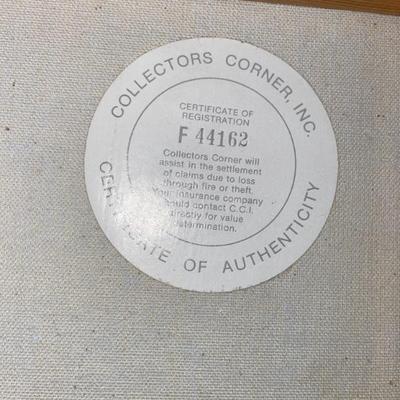 COLLECTORS CORNER, INC.
CERTIFICATE OF
REGISTRATION
F 44162
Collectors Corner will
assist in the settlement
of claims due to loss
through fire or theft.
Your insurance company
should contact C.C.I.
directly for value
determination.
CERTIFICATE OF AUTHENTICITY